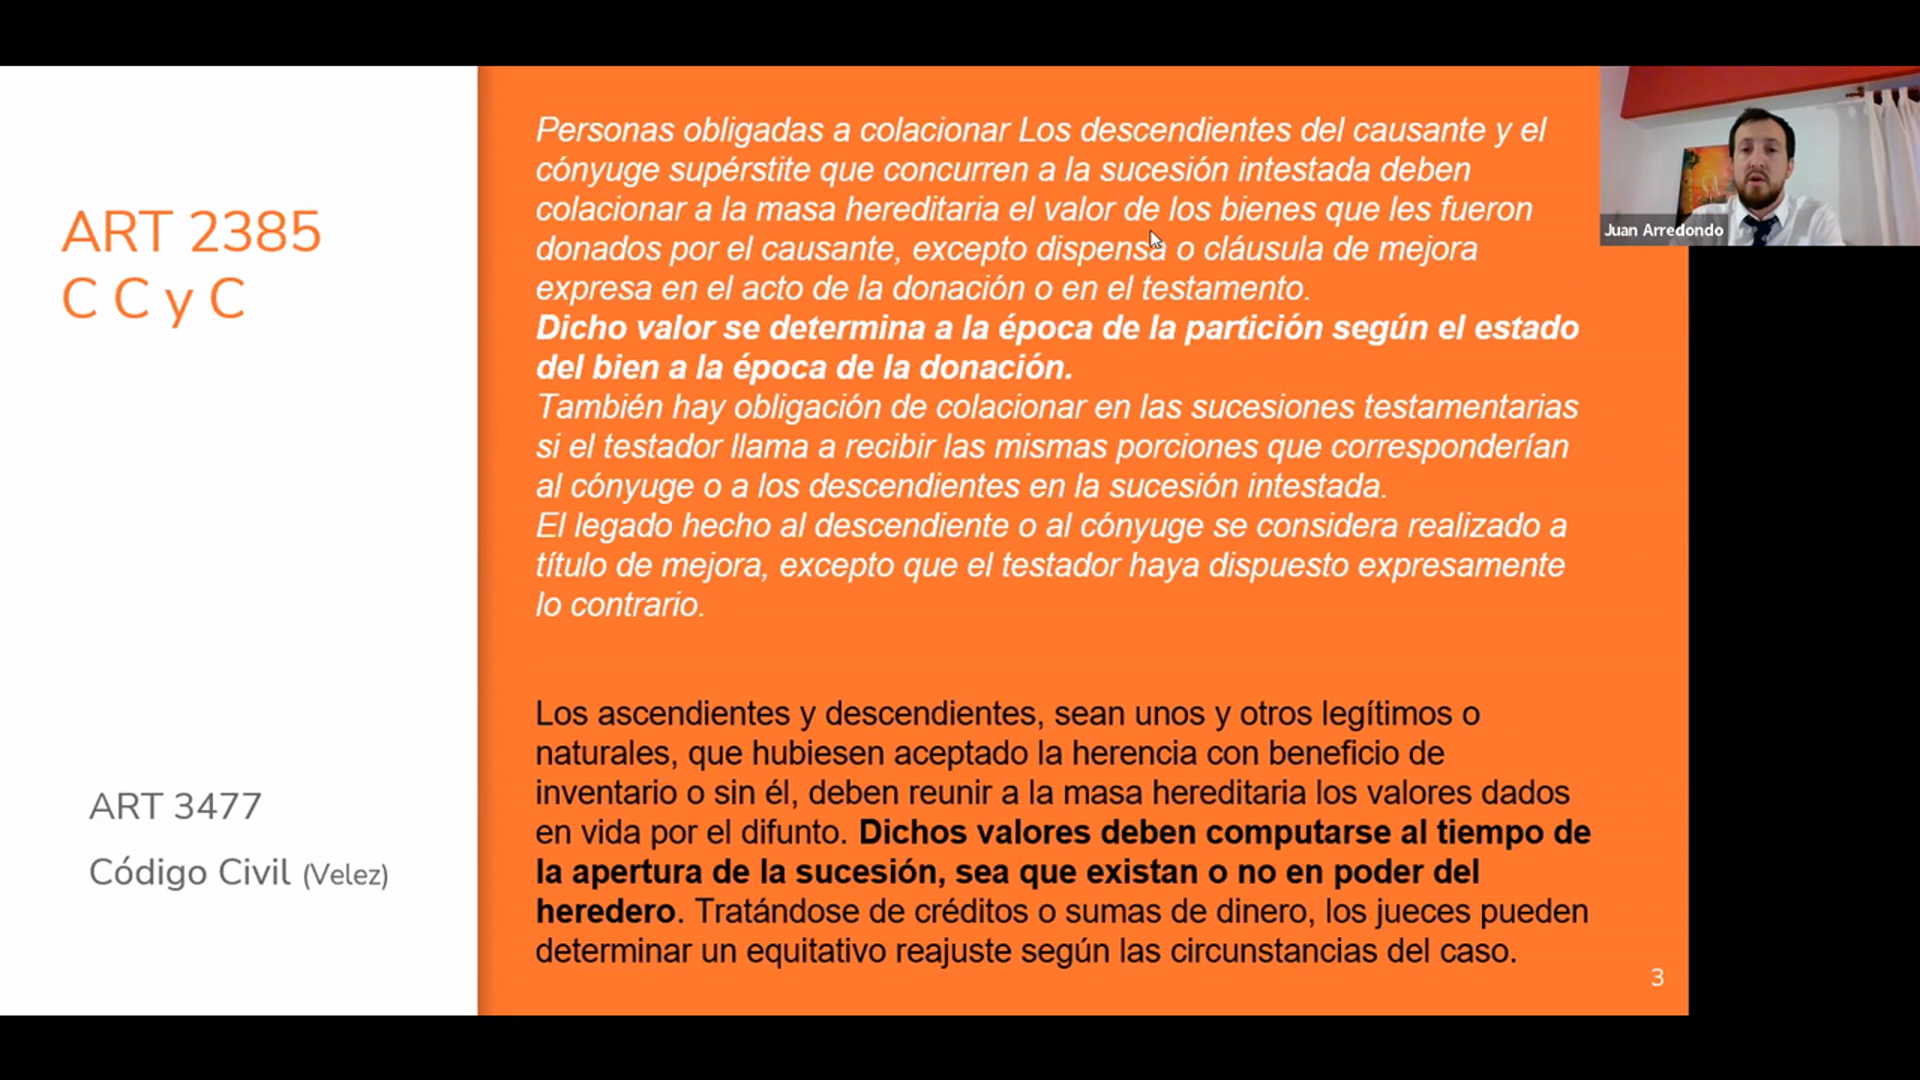 ART 2385
C C y C
Personas obligadas a colacionar Los descendientes del causante y el
cónyuge supérstite que concurren a la sucesión intestada deben
colacionar a la masa hereditaria el valor de los bienes que les fueron
donados por el causante, excepto dispensa o cláusula de mejora
expresa en el acto de la donación o en el testamento.
Dicho valor se determina a la época de la partición según el estado
del bien a la época de la donación.
También hay obligación de colacionar en las sucesiones testamentarias
si el testador llama a recibir las mismas porciones que corresponderían
al cónyuge o a los descendientes en la sucesión intestada.
El legado hecho al descendiente o al cónyuge se considera realizado a
título de mejora, excepto que el testador haya dispuesto expresamente
lo contrario.
ART 3477
Código Civil (Velez)
Los ascendientes y descendientes, sean unos y otros legítimos o
naturales, que hubiesen aceptado la herencia con beneficio de
inventario o sin él, deben reunir a la masa hereditaria los valores dados
en vida por el difunto. Dichos valores deben computarse al tiempo de
la apertura de la sucesión, sea que existan o no en poder del
heredero. Tratándose de créditos o sumas de dinero, los jueces pueden
determinar un equitativo reajuste según las circunstancias del caso.
3
Juan Arredondo